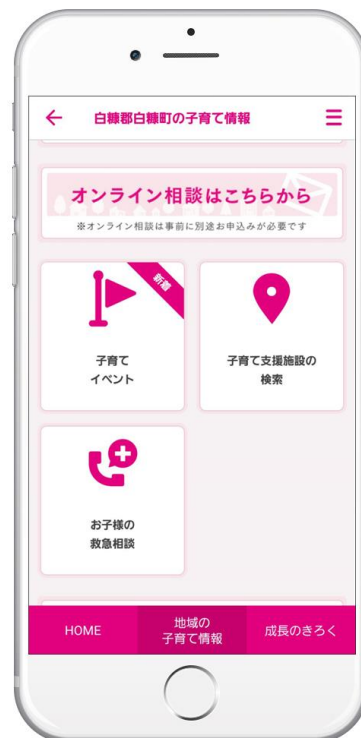 白糠郡白糠町の子育て情報
オンライン相談はこちらから
※オンライン相談は事前に別途お申込みが必要です
新着
子育て
イベント
子育て支援施設の
検索
お子様の
救急相談
HOME
地域の
子育て情報
成長のきろく